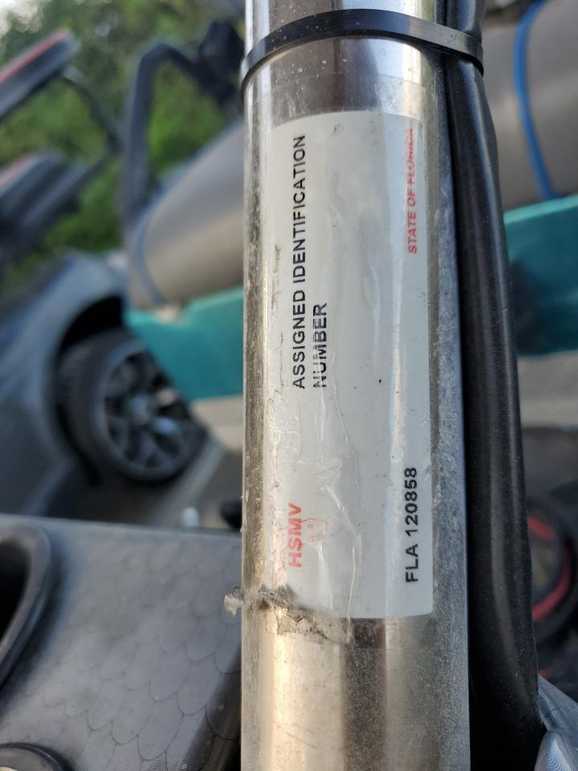 STATE OF FLORIDA
ASSIGNED IDENTIFICATION
NUMBER
HSMV
FLA 120858